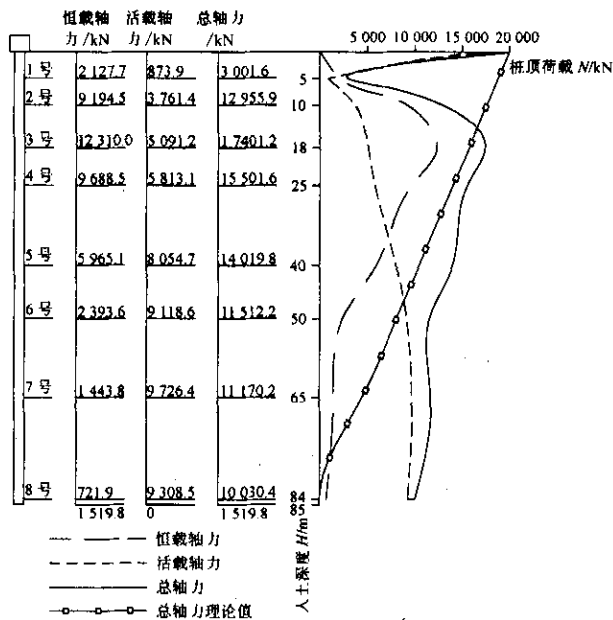 恒载轴 活载轴 总轴力
力/kN 力/kN /kN
5 000 10 000 15 000 20 000
桩顶荷载 N/kN
1号 2 127.7 873.9 3 001.6 5
2号 9 194.5 3 761.4 12 955.9 10
3号 12 310.0 5 091.2 1.7401.2 18
4号 9 688.5 5 813.1 15 501.6 25
5号 5 965.1 8 054.7 14 019.8 40
6号 2 393.6 9 118.6 11 512.2 50
7号 1 443.8 9 726.4 11 170.2 65
8号 721.9 9 308.5 10 030.4 84
1 519.8 0 1 519.8 85
入土深度 H/m
恒载轴力
活载轴力
总轴力
总轴力理论值